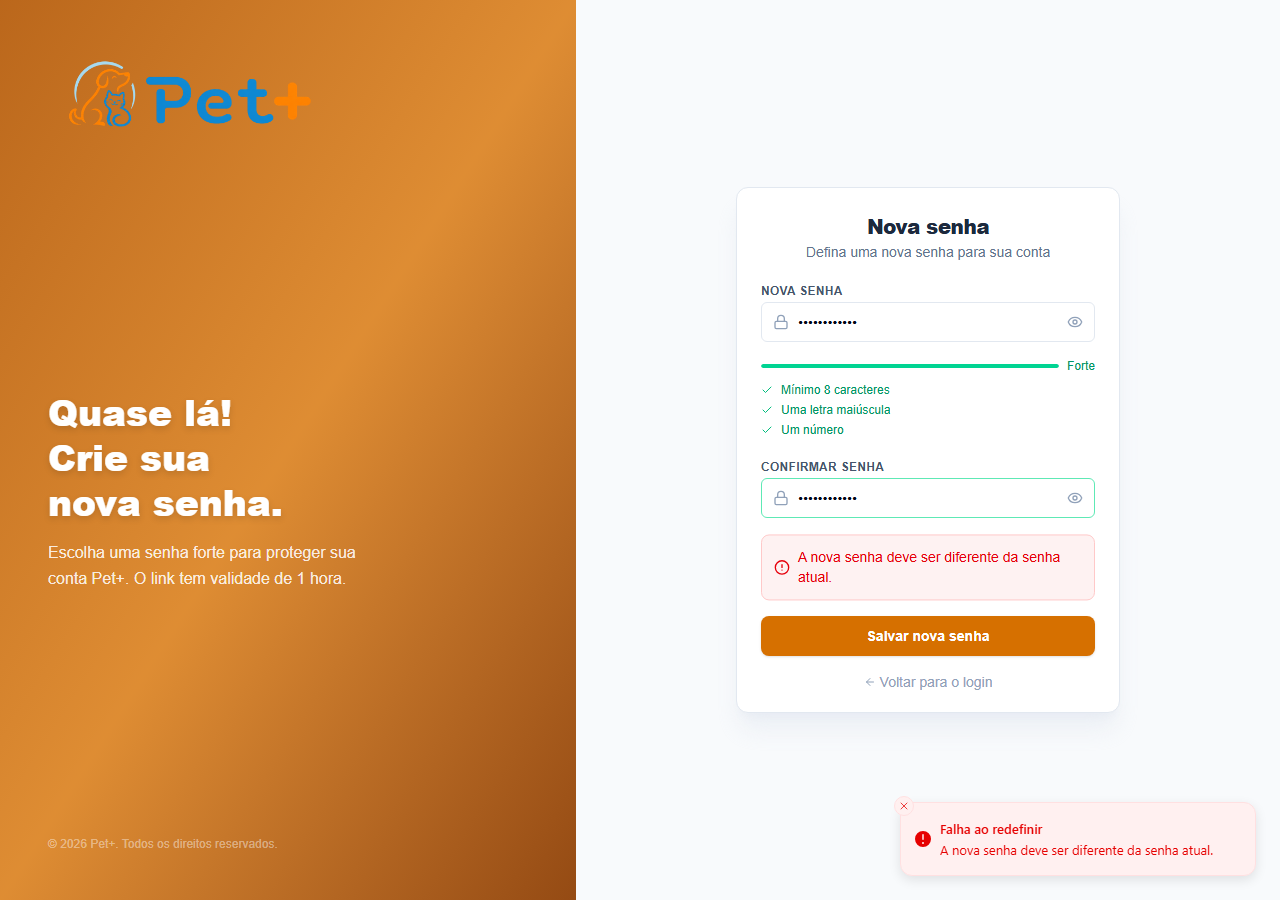 Pet+
Quase lá!
Crie sua
nova senha.
Escolha uma senha forte para proteger sua
conta Pet+. O link tem validade de 1 hora.
© 2026 Pet+. Todos os direitos reservados.
Nova senha
Defina uma nova senha para sua conta
NOVA SENHA
••••••••••••
Forte
Mínimo 8 caracteres
Uma letra maiúscula
Um número
CONFIRMAR SENHA
••••••••••••
A nova senha deve ser diferente da senha
atual.
Salvar nova senha
← Voltar para o login
Falha ao redefinir
A nova senha deve ser diferente da senha atual.